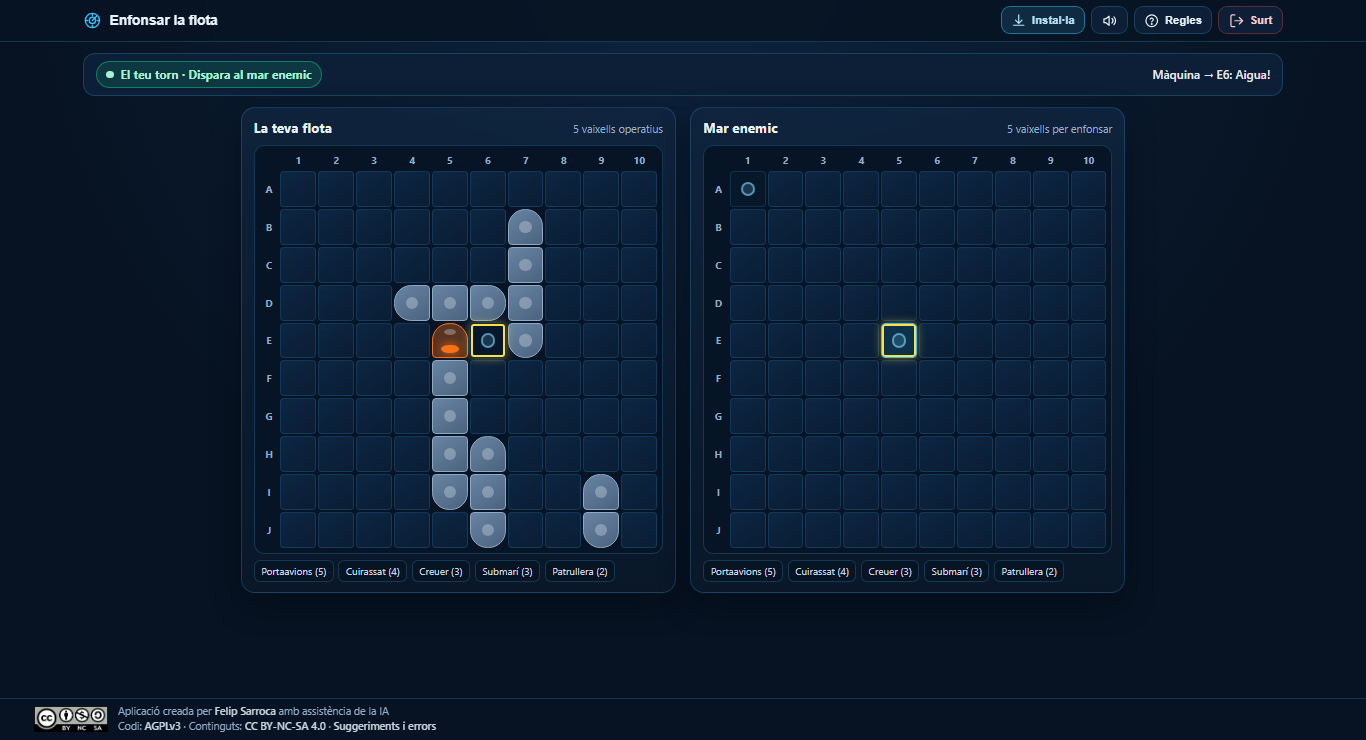 Enfonsar la flota
Instal·la
Regles
Surt
El teu torn · Dispara al mar enemic
Màquina → E6: Aigua!
La teva flota
5 vaixells operatius
1 2 3 4 5 6 7 8 9 10
A
B
C
D
E
F
G
H
I
J
Portaavions (5)
Cuirassat (4)
Creuer (3)
Submarí (3)
Patrullera (2)
Mar enemic
5 vaixells per enfonsar
1 2 3 4 5 6 7 8 9 10
A
B
C
D
E
F
G
H
I
J
Portaavions (5)
Cuirassat (4)
Creuer (3)
Submarí (3)
Patrullera (2)
cc
BY NC SA
Aplicació creada per Felip Sarroca amb assistència de la IA
Codi: AGPLv3 · Continguts: CC BY-NC-SA 4.0 · Suggeriments i errors